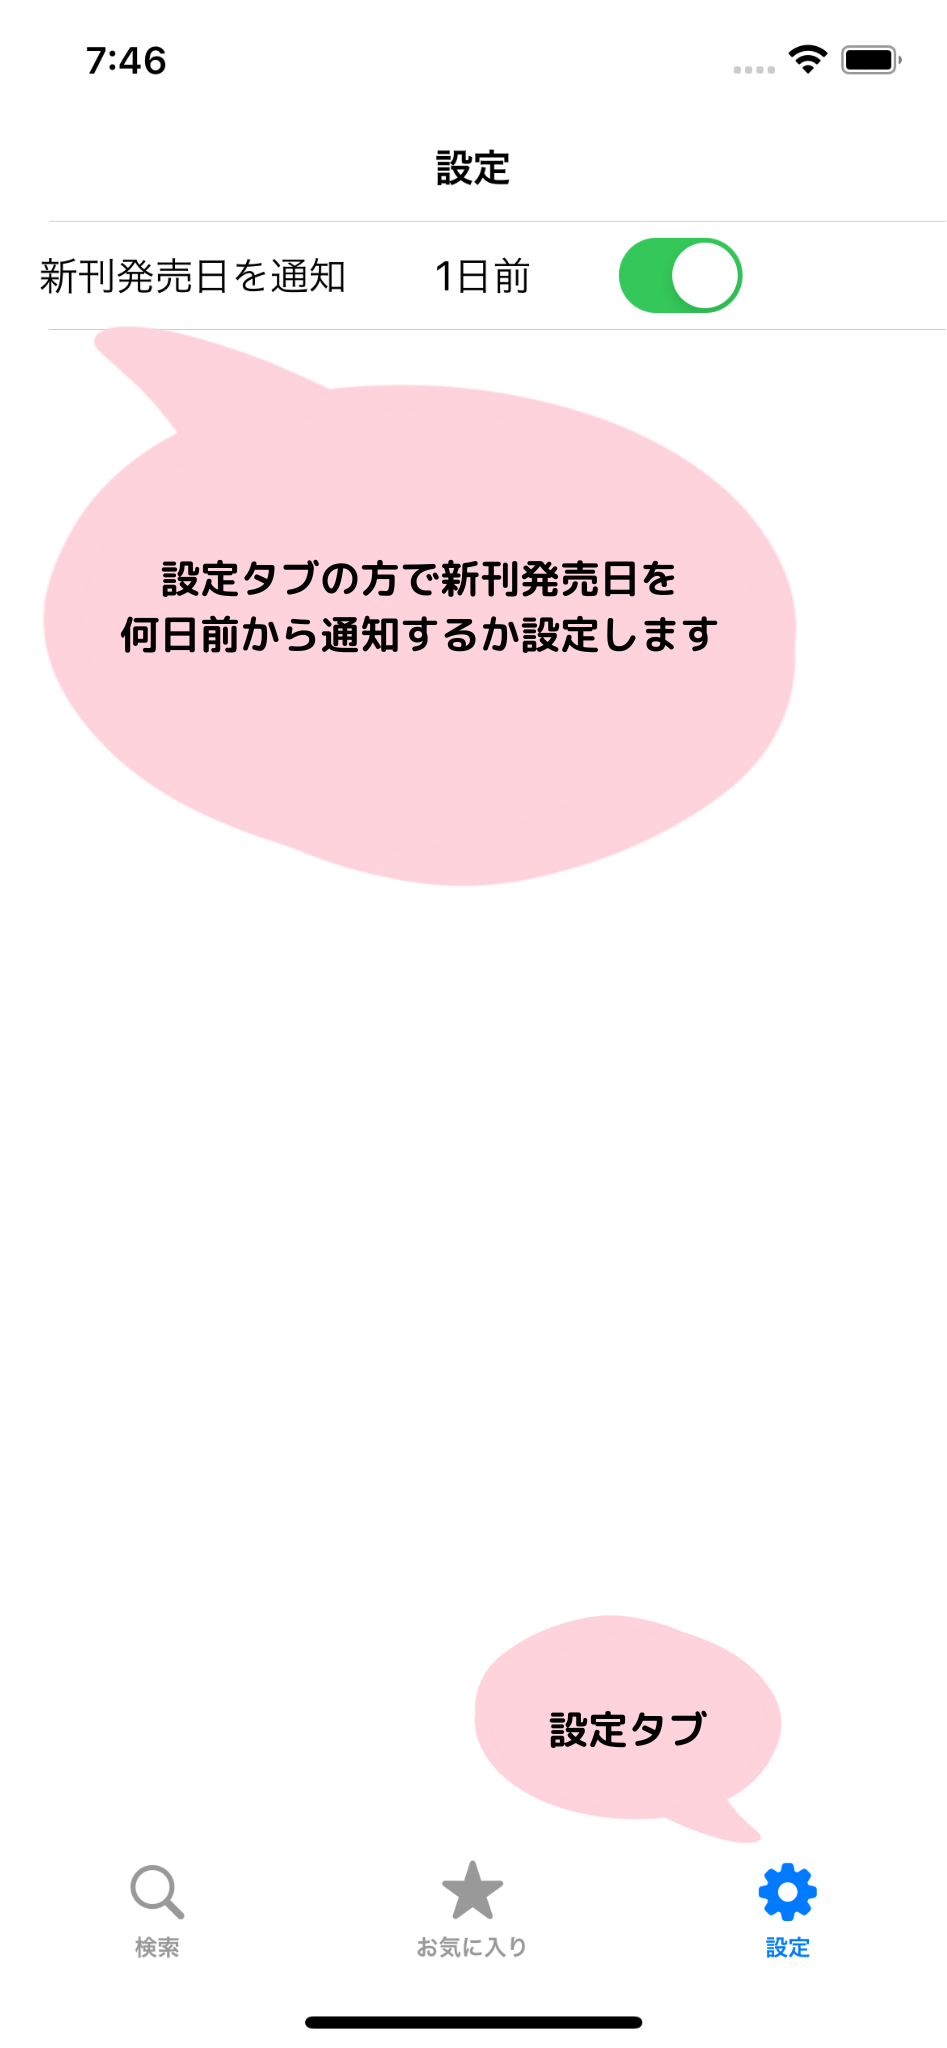 7:46
設定
新刊発売日を通知 1日前
設定タブの方で新刊発売日を
何日前から通知するか設定します
設定タブ
検索 お気に入り 設定